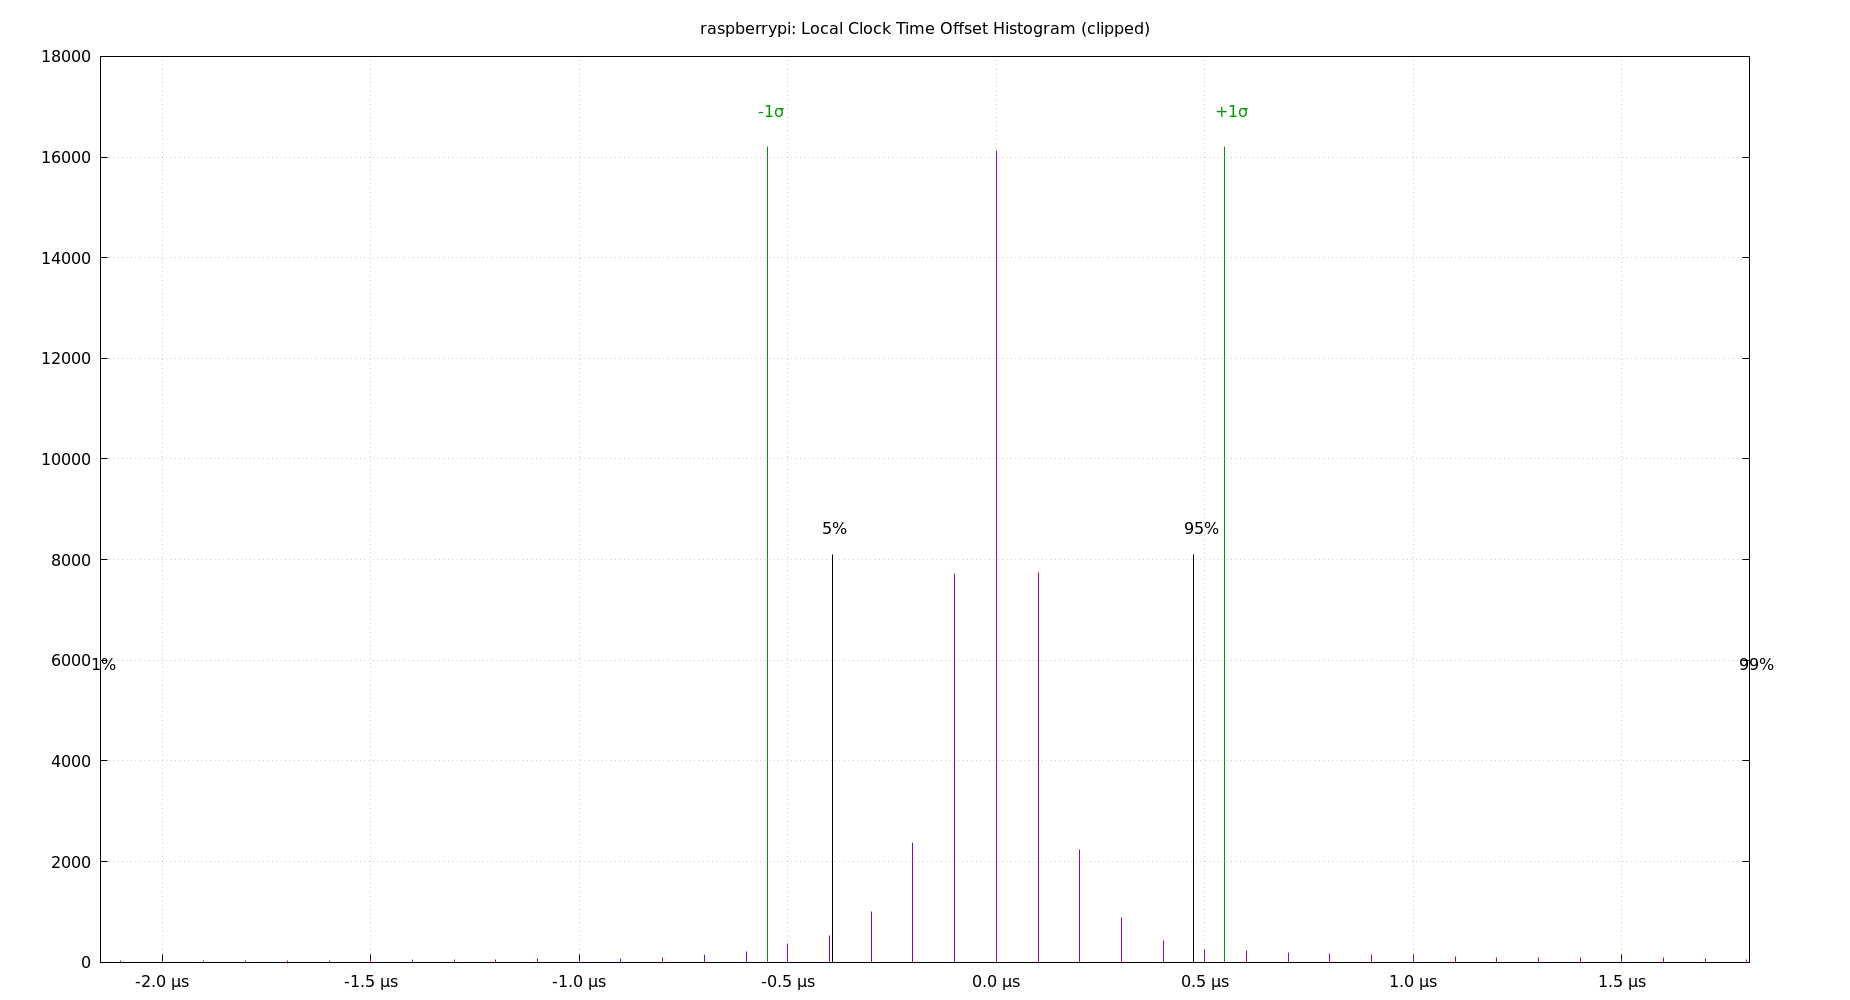 raspberrypi: Local Clock Time Offset Histogram (clipped)
18000
-1σ +1σ
16000
14000
12000
10000
5% 95%
8000
6000 1% 99%
4000
2000
0
-2.0 µs -1.5 µs -1.0 µs -0.5 µs 0.0 µs 0.5 µs 1.0 µs 1.5 µs